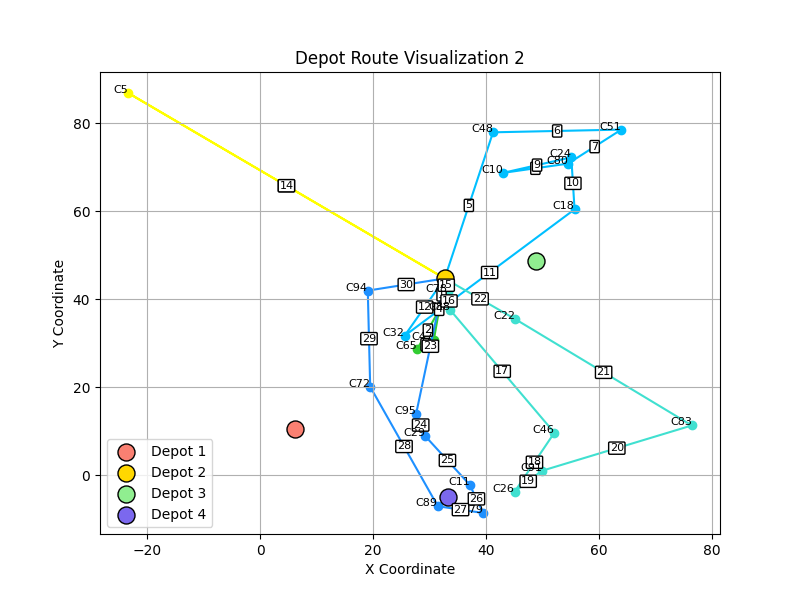 Depot Route Visualization 2
Y Coordinate
X Coordinate
80
60
40
20
0
−20
0
20
40
60
80
C5
14
C48
6
C51
7
C24
C80
9
C10
10
5
C18
11
30
15
C94
22
16
12
C22
C32
29
2
C65
23
17
21
C72
C95
24
C29
C46
C83
28
25
20
18
C11
19
C26
26
C89
27
Depot 1
Depot 2
Depot 3
Depot 4